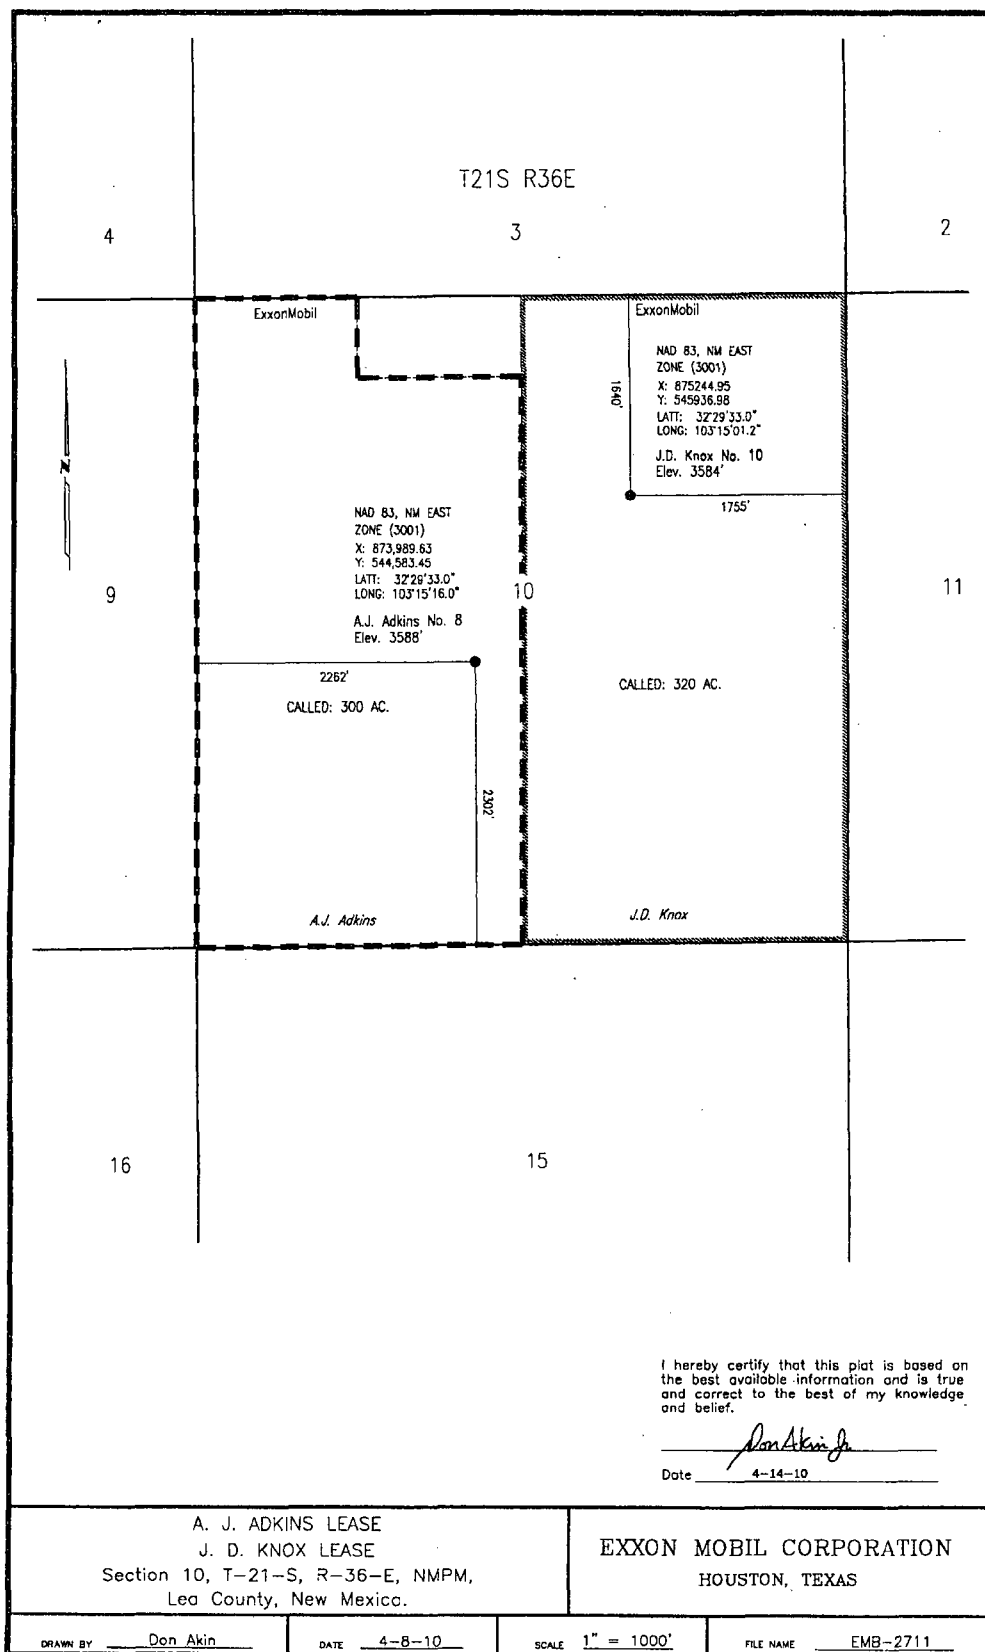 T21S R36E
4
3
2
ExxonMobil
ExxonMobil
NAD 83, NM EAST
ZONE (3001)
X: 875244.95
Y: 545936.98
LATT: 32°29'33.0"
LONG: 103°15'01.2"
J.D. Knox No. 10
Elev. 3584'
1640'
1755'
N
NAD 83, NM EAST
ZONE (3001)
X: 873,989.63
Y: 544,583.45
LATT: 32°29'33.0"
LONG: 103°15'16.0"
A.J. Adkins No. 8
Elev. 3588'
9
10
11
2262'
CALLED: 300 AC.
CALLED: 320 AC.
2302'
A.J. Adkins
J.D. Knox
16
15
I hereby certify that this plat is based on
the best available information and is true
and correct to the best of my knowledge
and belief.
Don Akin Jr
Date 4-14-10
A. J. ADKINS LEASE
J. D. KNOX LEASE
Section 10, T-21-S, R-36-E, NMPM,
Lea County, New Mexico.
EXXON MOBIL CORPORATION
HOUSTON, TEXAS
DRAWN BY Don Akin
DATE 4-8-10
SCALE 1" = 1000'
FILE NAME EMB-2711